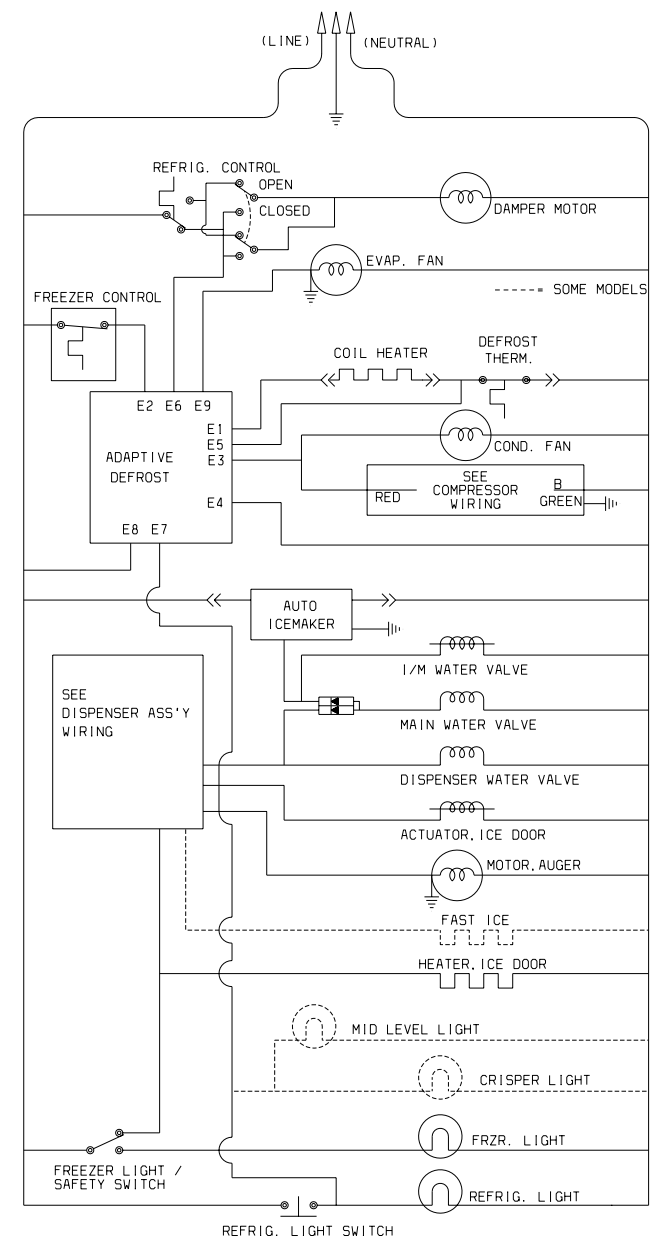 (LINE) (NEUTRAL)
REFRIG. CONTROL
OPEN
CLOSED
DAMPER MOTOR
EVAP. FAN
----- = SOME MODELS
FREEZER CONTROL
COIL HEATER
DEFROST
THERM.
E2 E6 E9
E1
E5
E3
E4
E8 E7
ADAPTIVE
DEFROST
COND. FAN
SEE
COMPRESSOR
WIRING
RED
B
GREEN
AUTO
ICEMAKER
I/M WATER VALVE
SEE
DISPENSER ASS'Y
WIRING
MAIN WATER VALVE
DISPENSER WATER VALVE
ACTUATOR, ICE DOOR
MOTOR, AUGER
FAST ICE
HEATER, ICE DOOR
MID LEVEL LIGHT
CRISPER LIGHT
FRZR. LIGHT
FREEZER LIGHT /
SAFETY SWITCH
REFRIG. LIGHT
REFRIG. LIGHT SWITCH